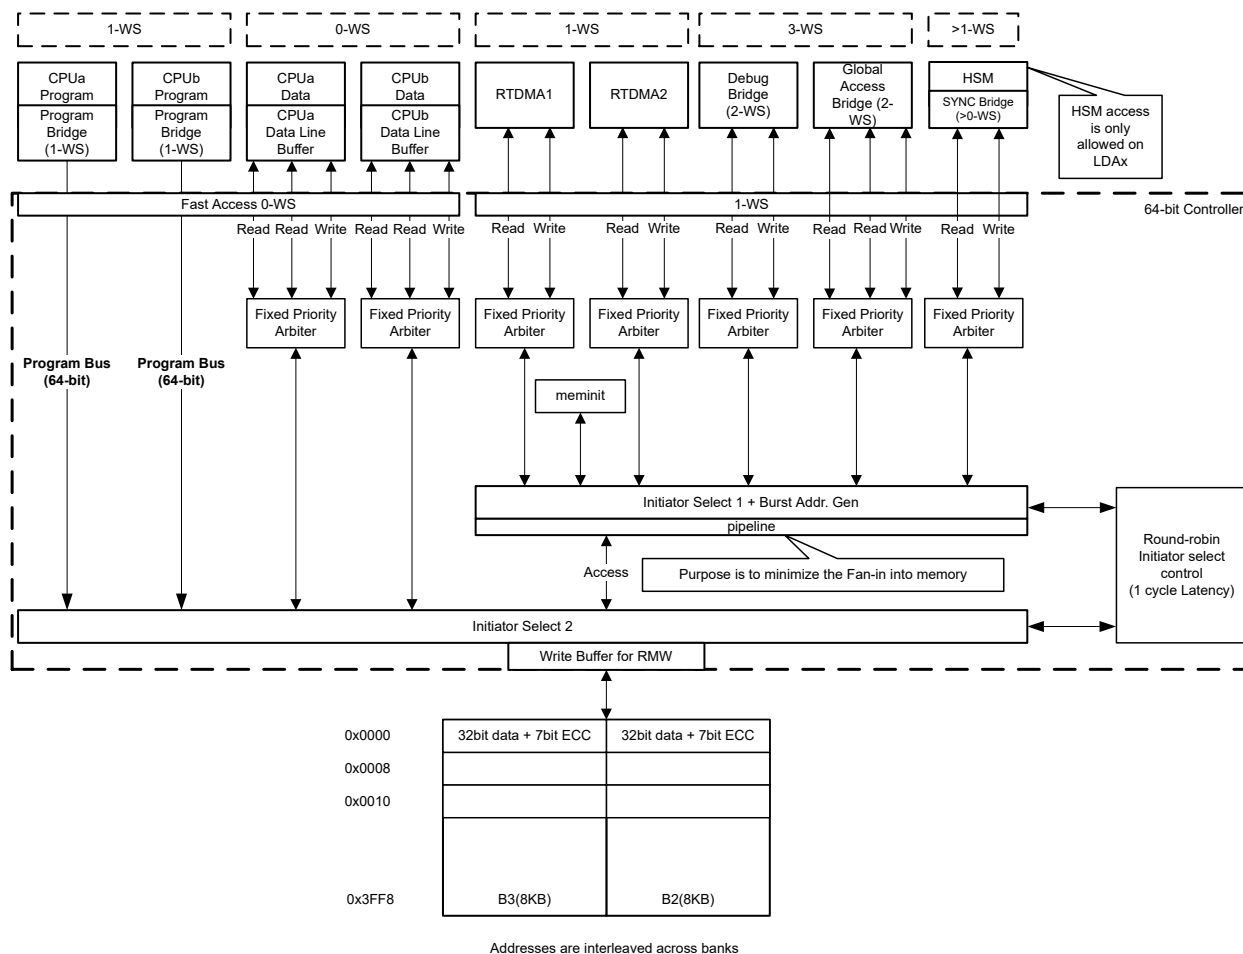 1-WS
0-WS
1-WS
3-WS
>1-WS
CPUa
Program
Program
Bridge
(1-WS)
CPUb
Program
Program
Bridge
(1-WS)
CPUa
Data
CPUa
Data Line
Buffer
CPUb
Data
CPUb
Data Line
Buffer
RTDMA1
RTDMA2
Debug
Bridge
(2-WS)
Global
Access
Bridge (2-
WS)
HSM
SYNC Bridge
(>0-WS)
HSM access
is only
allowed on
LDAx
Fast Access 0-WS
1-WS
64-bit Controller
Read Read Write
Read Read Write
Read Write
Read Write
Read Write
Read Read Write
Read Write
Fixed Priority
Arbiter
Fixed Priority
Arbiter
Fixed Priority
Arbiter
Fixed Priority
Arbiter
Fixed Priority
Arbiter
Fixed Priority
Arbiter
Fixed Priority
Arbiter
Program Bus
(64-bit)
Program Bus
(64-bit)
meminit
Initiator Select 1 + Burst Addr. Gen
pipeline
Access
Purpose is to minimize the Fan-in into memory
Round-robin
Initiator select
control
(1 cycle Latency)
Initiator Select 2
Write Buffer for RMW
0x0000
32bit data + 7bit ECC
32bit data + 7bit ECC
0x0008
0x0010
0x3FF8
B3(8KB)
B2(8KB)
Addresses are interleaved across banks